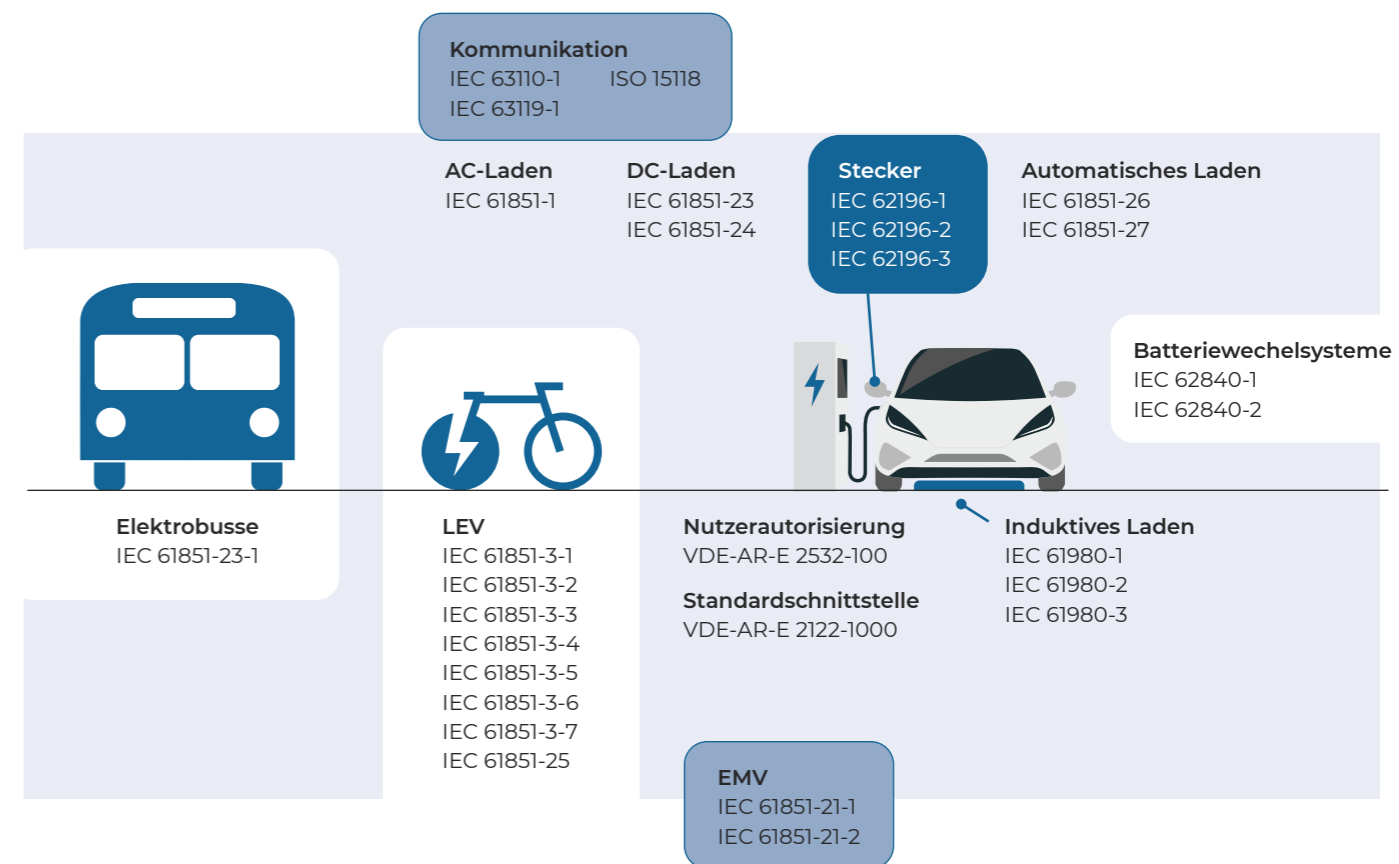 Kommunikation
IEC 63110-1 ISO 15118
IEC 63119-1
AC-Laden
IEC 61851-1
DC-Laden
IEC 61851-23
IEC 61851-24
Stecker
IEC 62196-1
IEC 62196-2
IEC 62196-3
Automatisches Laden
IEC 61851-26
IEC 61851-27
Batteriewechelsysteme
IEC 62840-1
IEC 62840-2
Elektrobusse
IEC 61851-23-1
LEV
IEC 61851-3-1
IEC 61851-3-2
IEC 61851-3-3
IEC 61851-3-4
IEC 61851-3-5
IEC 61851-3-6
IEC 61851-3-7
IEC 61851-25
Nutzerautorisierung
VDE-AR-E 2532-100
Standardschnittstelle
VDE-AR-E 2122-1000
Induktives Laden
IEC 61980-1
IEC 61980-2
IEC 61980-3
EMV
IEC 61851-21-1
IEC 61851-21-2